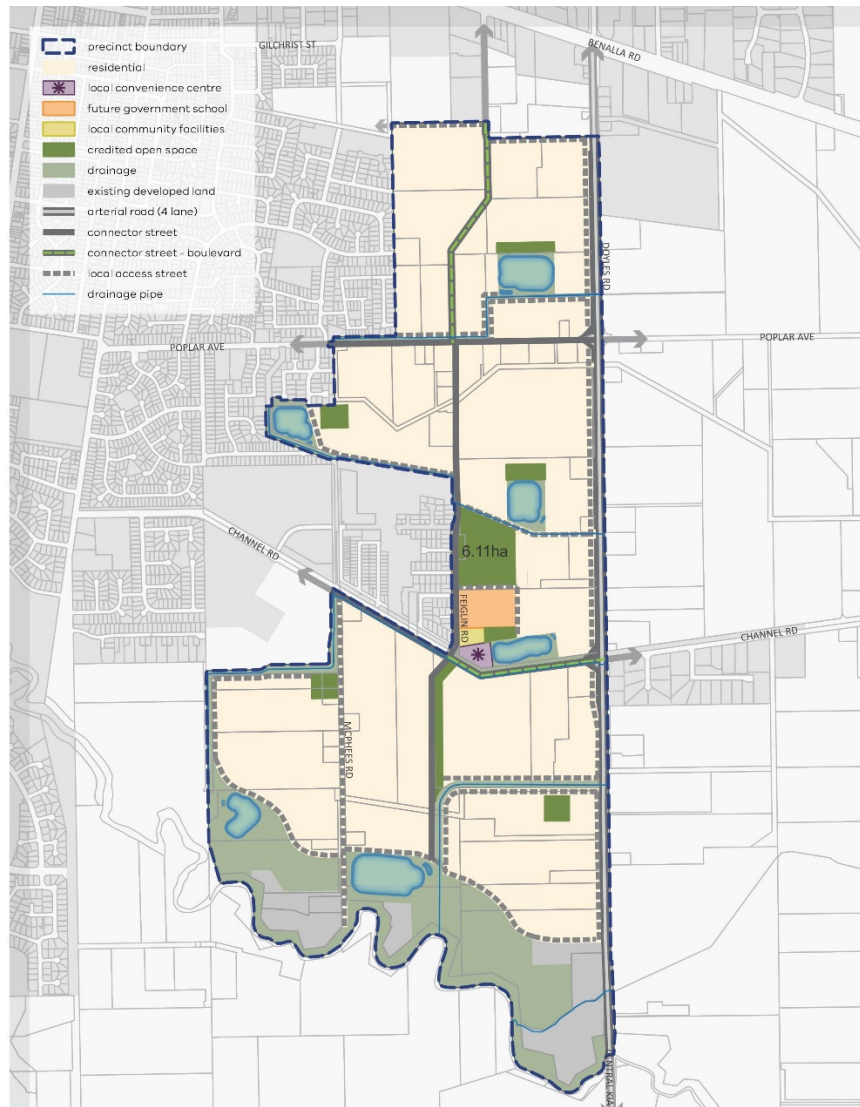 precinct boundary
residential
local convenience centre
future government school
local community facilities
credited open space
drainage
existing developed land
arterial road (4 lane)
connector street
connector street - boulevard
local access street
drainage pipe
GILCHRIST ST
BENALLA RD
DOYLES RD
POPLAR AVE
POPLAR AVE
CHANNEL RD
6.11ha
FEIGLIN RD
CHANNEL RD
MCPHEES RD